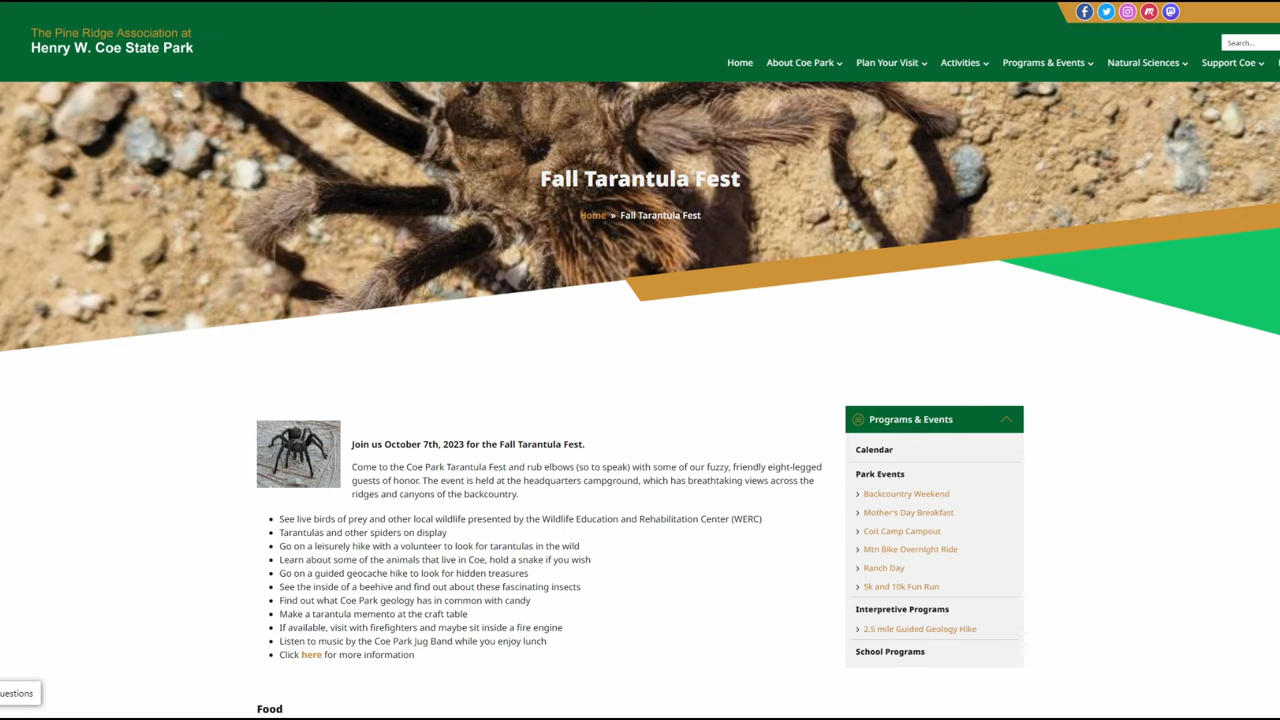 The Pine Ridge Association at
Henry W. Coe State Park
Search...
Home
About Coe Park
Plan Your Visit
Activities
Programs & Events
Natural Sciences
Support Coe
Fall Tarantula Fest
Home » Fall Tarantula Fest
Join us October 7th, 2023 for the Fall Tarantula Fest.
Come to the Coe Park Tarantula Fest and rub elbows (so to speak) with some of our fuzzy, friendly eight-legged
guests of honor. The event is held at the headquarters campground, which has breathtaking views across the
ridges and canyons of the backcountry.
See live birds of prey and other local wildlife presented by the Wildlife Education and Rehabilitation Center (WERC)
Tarantulas and other spiders on display
Go on a leisurely hike with a volunteer to look for tarantulas in the wild
Learn about some of the animals that live in Coe, hold a snake if you wish
Go on a guided geocache hike to look for hidden treasures
See the inside of a beehive and find out about these fascinating insects
Find out what Coe Park geology has in common with candy
Make a tarantula memento at the craft table
If available, visit with firefighters and maybe sit inside a fire engine
Listen to music by the Coe Park Jug Band while you enjoy lunch
Click here for more information
Food
Programs & Events
Calendar
Park Events
Backcountry Weekend
Mother's Day Breakfast
Coit Camp Campout
Mtn Bike Overnight Ride
Ranch Day
5k and 10k Fun Run
Interpretive Programs
2.5 mile Guided Geology Hike
School Programs
uestions